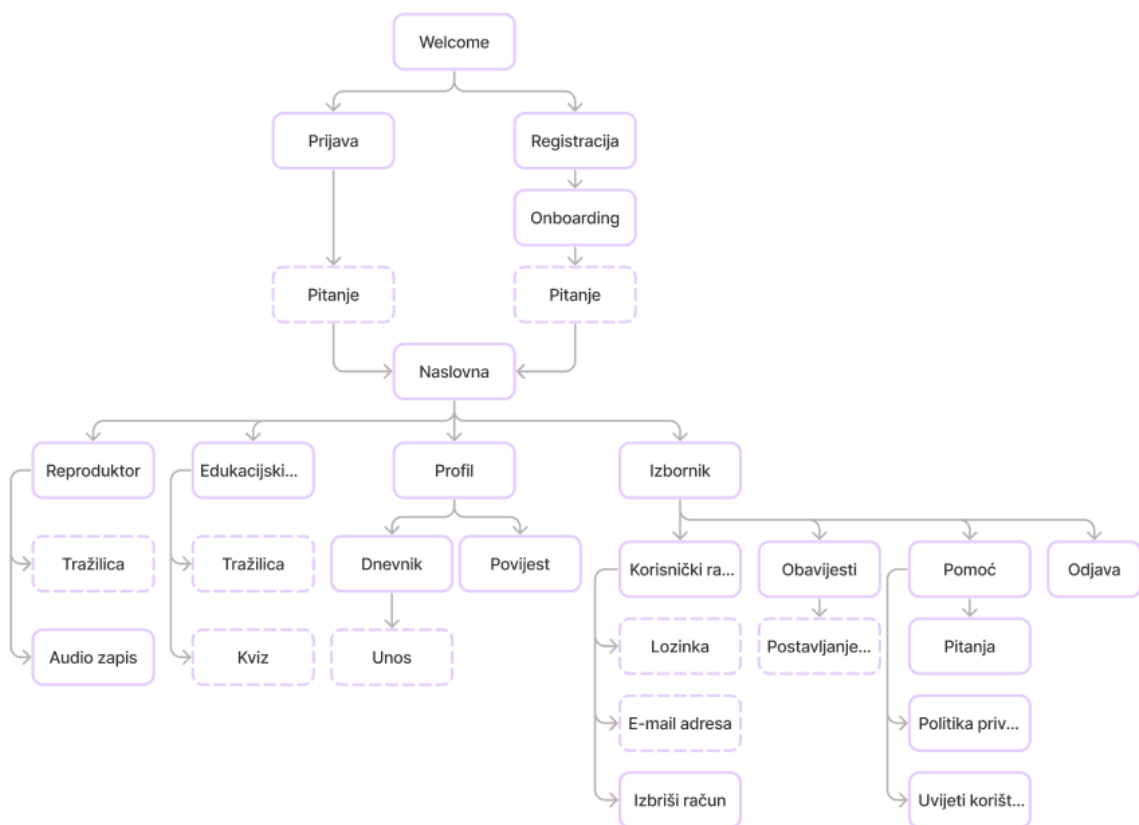 Welcome
Prijava
Registracija
Onboarding
Pitanje
Pitanje
Naslovna
Reproduktor
Edukacijski...
Profil
Izbornik
Tražilica
Tražilica
Dnevnik
Povijest
Korisnički ra...
Obavijesti
Pomoć
Odjava
Audio zapis
Kviz
Unos
Lozinka
Postavljanje...
Pitanja
E-mail adresa
Politika priv...
Izbriši račun
Uvijeti korišt...